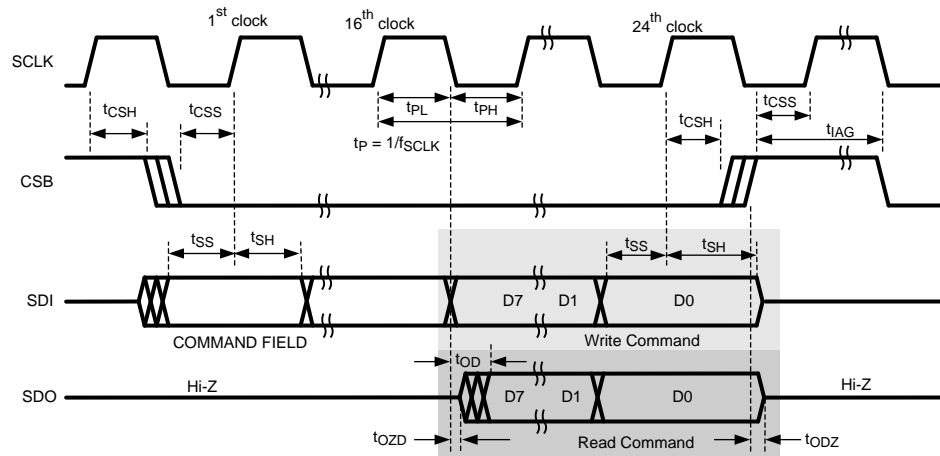 1st clock 16th clock 24th clock
SCLK
tCSH tCSS tPL tPH tCSH tCSS tIAG
tP = 1/fSCLK
CSB
tSS tSH tSS tSH
SDI D7 D1 D0
COMMAND FIELD Write Command
tOD
SDO Hi-Z D7 D1 D0 Hi-Z
tOZD Read Command tODZ